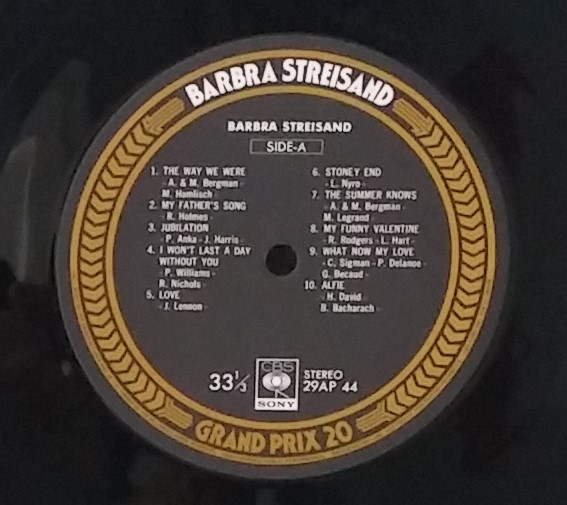 BARBRA STREISAND
BARBRA STREISAND
SIDE-A
1. THE WAY WE WERE
- A. & M. Bergman -
M. Hamlisch -
2. MY FATHER'S SONG
- R. Holmes -
3. JUBILATION
- P. Anka - J. Harris -
4. I WON'T LAST A DAY
WITHOUT YOU
- P. Williams -
R. Nichols -
5. LOVE
- J. Lennon -
6. STONEY END
- L. Nyro -
7. THE SUMMER KNOWS
- A. & M. Bergman -
M. Legrand -
8. MY FUNNY VALENTINE
- R. Rodgers - L. Hart -
9. WHAT NOW MY LOVE
- C. Sigman - P. Delanoe -
G. Becaud -
10. ALFIE
- H. David -
B. Bacharach -
33⅓
CBS
SONY
STEREO
29AP 44
GRAND PRIX 20